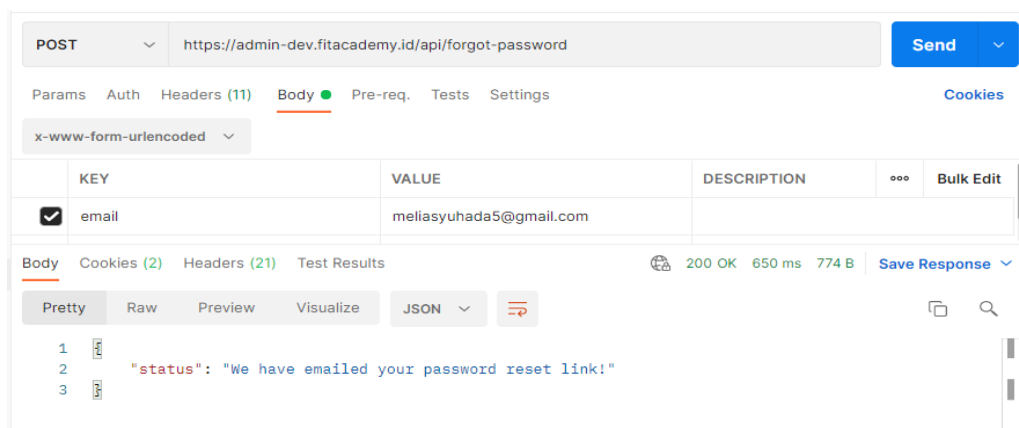 POST https://admin-dev.fitacademy.id/api/forgot-password Send
Params Auth Headers (11) Body Pre-req. Tests Settings Cookies
x-www-form-urlencoded
KEY VALUE DESCRIPTION ooo Bulk Edit
email meliasyuhada5@gmail.com
Body Cookies (2) Headers (21) Test Results 200 OK 650 ms 774 B Save Response
Pretty Raw Preview Visualize JSON
1 {
2 "status": "We have emailed your password reset link!"
3 }